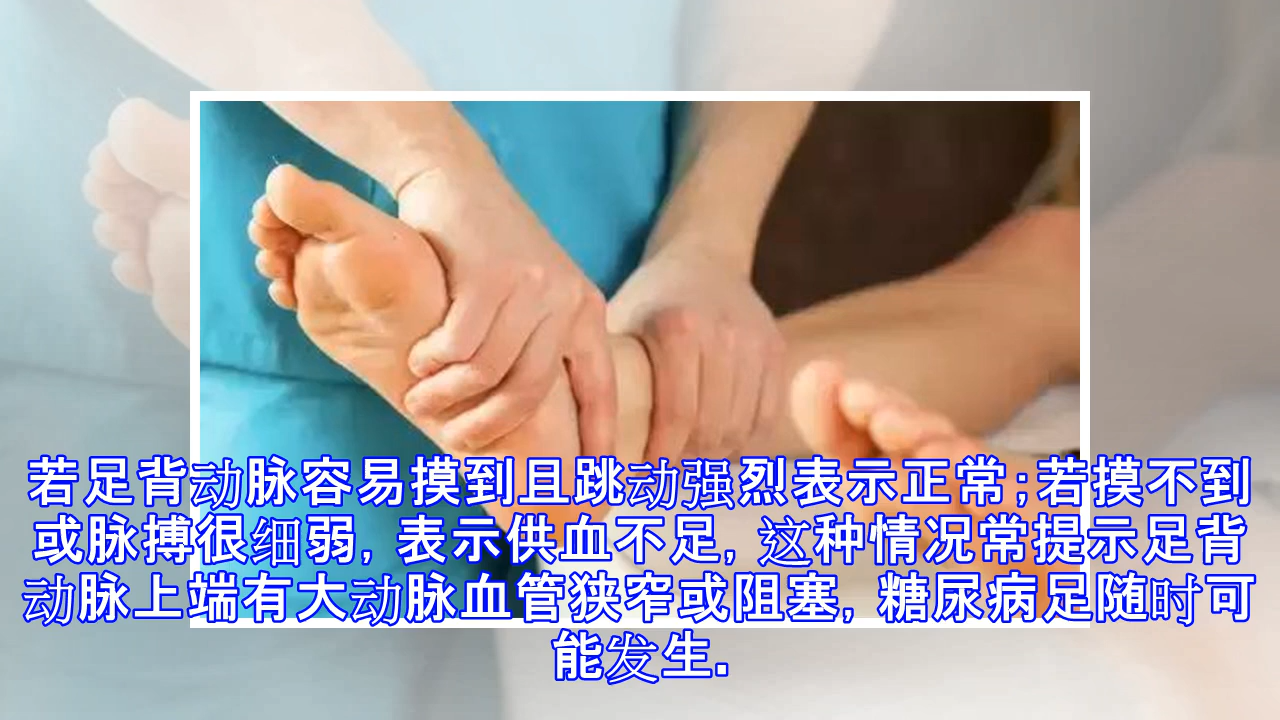 若足背动脉容易摸到且跳动强烈表示正常;若摸不到
或脉搏很细弱, 表示供血不足, 这种情况常提示足背
动脉上端有大动脉血管狭窄或阻塞, 糖尿病足随时可
能发生.